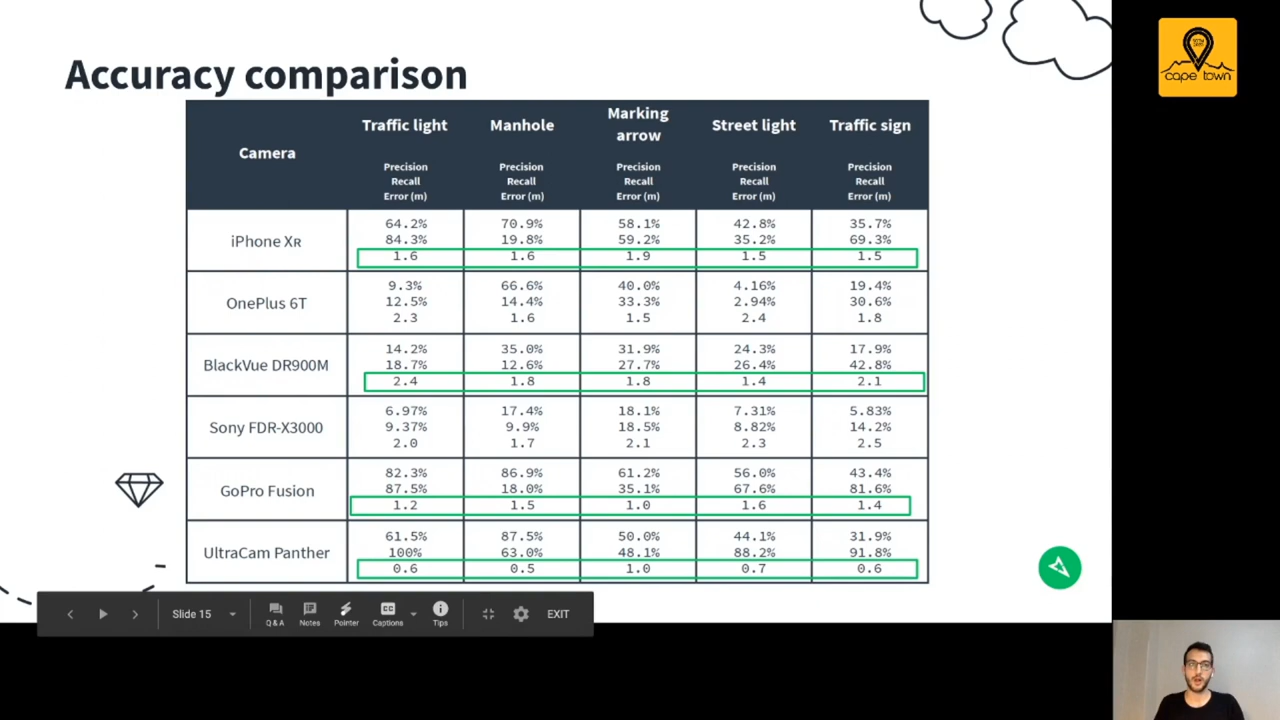 Accuracy comparison
Camera
Traffic light
Precision
Recall
Error (m)
Manhole
Precision
Recall
Error (m)
Marking
arrow
Precision
Recall
Error (m)
Street light
Precision
Recall
Error (m)
Traffic sign
Precision
Recall
Error (m)
iPhone XR
64.2% 70.9% 58.1% 42.8% 35.7%
84.3% 19.8% 59.2% 35.2% 69.3%
1.6 1.6 1.9 1.5 1.5
OnePlus 6T
9.3% 66.6% 40.0% 4.16% 19.4%
12.5% 14.4% 33.3% 2.94% 30.6%
2.3 1.6 1.5 2.4 1.8
BlackVue DR900M
14.2% 35.0% 31.9% 24.3% 17.9%
18.7% 12.6% 27.7% 26.4% 42.8%
2.4 1.8 1.8 1.4 2.1
Sony FDR-X3000
6.97% 17.4% 18.1% 7.31% 5.83%
9.37% 9.9% 18.5% 8.82% 14.2%
2.0 1.7 2.1 2.3 2.5
GoPro Fusion
82.3% 86.9% 61.2% 56.0% 43.4%
87.5% 18.0% 35.1% 67.6% 81.6%
1.2 1.5 1.0 1.6 1.4
UltraCam Panther
61.5% 87.5% 50.0% 44.1% 31.9%
100% 63.0% 48.1% 88.2% 91.8%
0.6 0.5 1.0 0.7 0.6
Slide 15
Q & A
Notes
Pointer
CC
Captions
Tips
EXIT
cape town